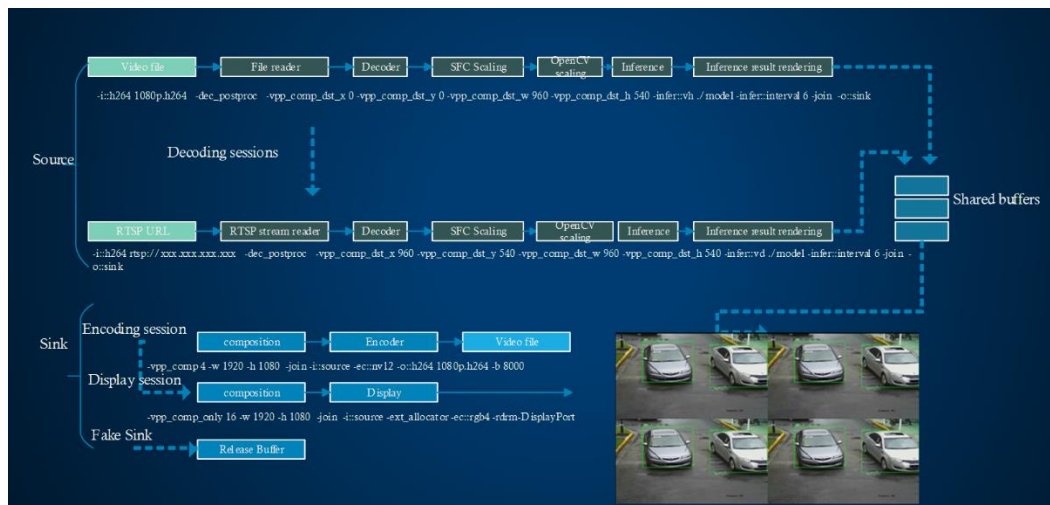 Video file
File reader
Decoder
SFC Scaling
OpenCV
scaling
Inference
Inference result rendering
-i::h264 1080p.h264 -dec_postproc -vpp_comp_dst_x 0 -vpp_comp_dst_y 0 -vpp_comp_dst_w 960 -vpp_comp_dst_h 540 -infer::vh ./model -infer::interval 6 -join -o::sink
Source
Decoding sessions
Shared buffers
RTSP URL
RTSP stream reader
Decoder
SFC Scaling
OpenCV
scaling
Inference
Inference result rendering
-i::h264 rtsp://xxx.xxx.xxx.xxx -dec_postproc -vpp_comp_dst_x 960 -vpp_comp_dst_y 540 -vpp_comp_dst_w 960 -vpp_comp_dst_h 540 -infer::vd ./model -infer::interval 6 -join -
o::sink
Sink
Encoding session
composition
Encoder
Video file
-vpp_comp 4 -w 1920 -h 1080 -join -i::source -ec::nv12 -o::h264 1080p.h264 -b 8000
Display session
composition
Display
-vpp_comp_only 16 -w 1920 -h 1080 -join -i::source -ext_allocator -ec::rgb4 -rdrm-DisplayPort
Fake Sink
Release Buffer